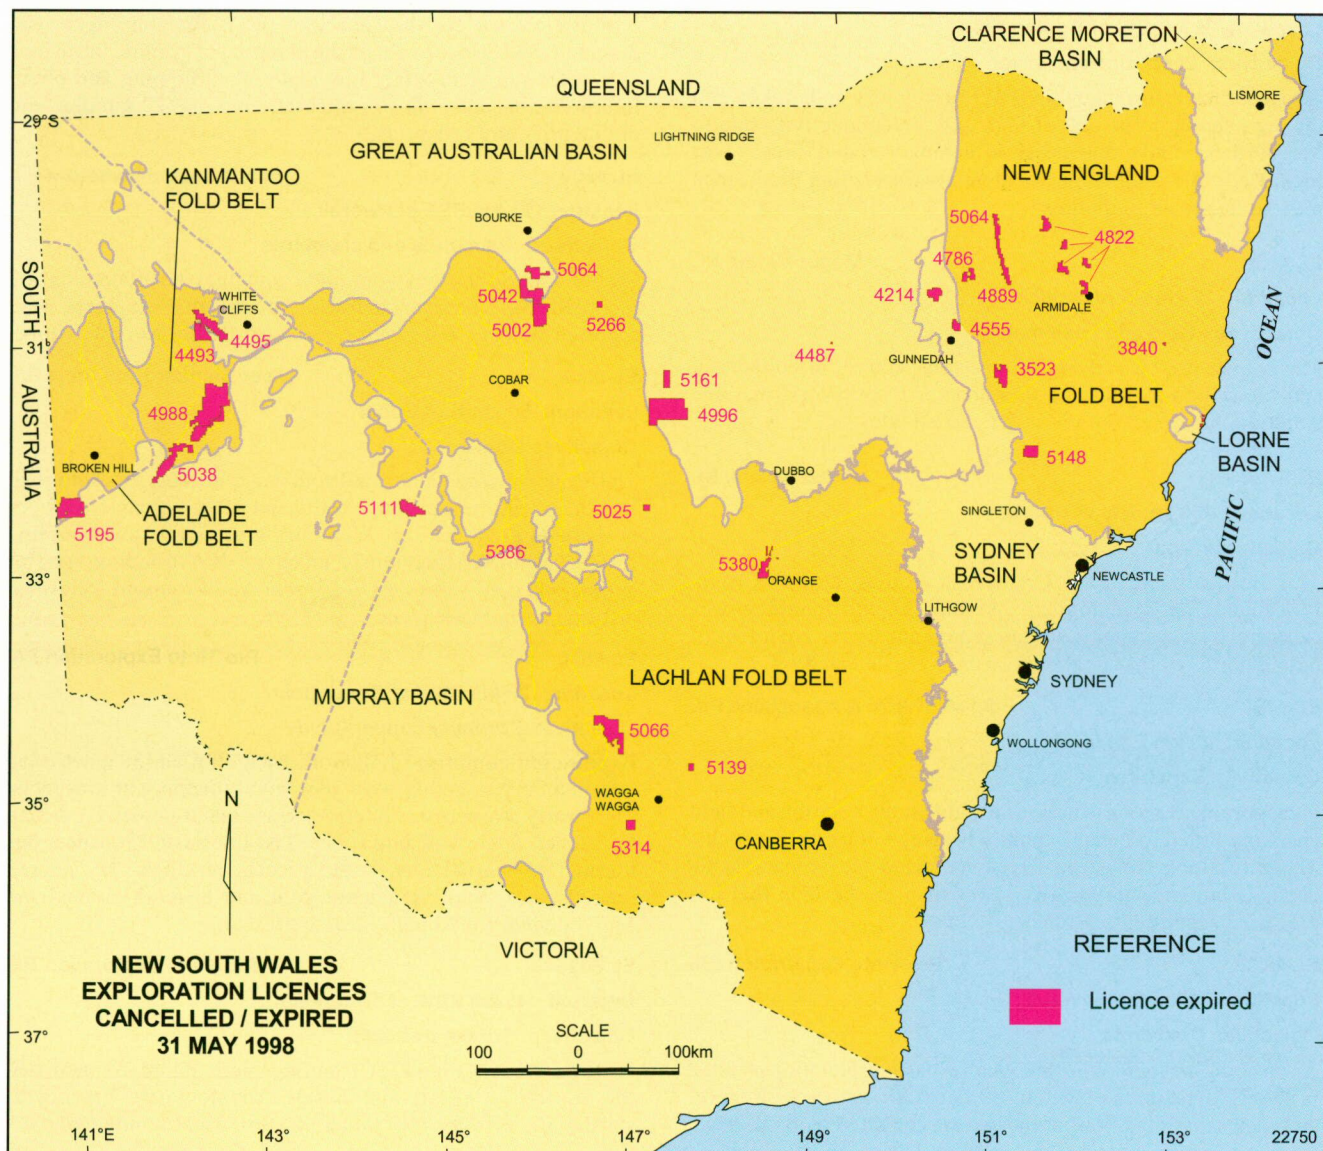 CLARENCE MORETON
BASIN
QUEENSLAND
LISMORE
29°S
LIGHTNING RIDGE
GREAT AUSTRALIAN BASIN
KANMANTOO
FOLD BELT
NEW ENGLAND
BOURKE
5064
4822
5064
4786
SOUTH
AUSTRALIA
5042
4214
4889
ARMIDALE
WHITE
CLIFFS
5002
5266
4555
OCEAN
4493
4495
31°
4487
GUNNEDAH
3840
COBAR
5161
3523
FOLD BELT
4988
4996
LORNE
BASIN
BROKEN HILL
5038
DUBBO
5148
5111
5025
SINGLETON
PACIFIC
5195
ADELAIDE
FOLD BELT
5386
SYDNEY
BASIN
33°
5380
ORANGE
NEWCASTLE
LITHGOW
LACHLAN FOLD BELT
SYDNEY
MURRAY BASIN
5066
WOLLONGONG
5139
35°
N
WAGGA
WAGGA
5314
CANBERRA
VICTORIA
REFERENCE
Licence expired
NEW SOUTH WALES
EXPLORATION LICENCES
CANCELLED / EXPIRED
31 MAY 1998
37°
SCALE
100
0
100km
141°E
143
145°
147°
149°
151°
153°
22750